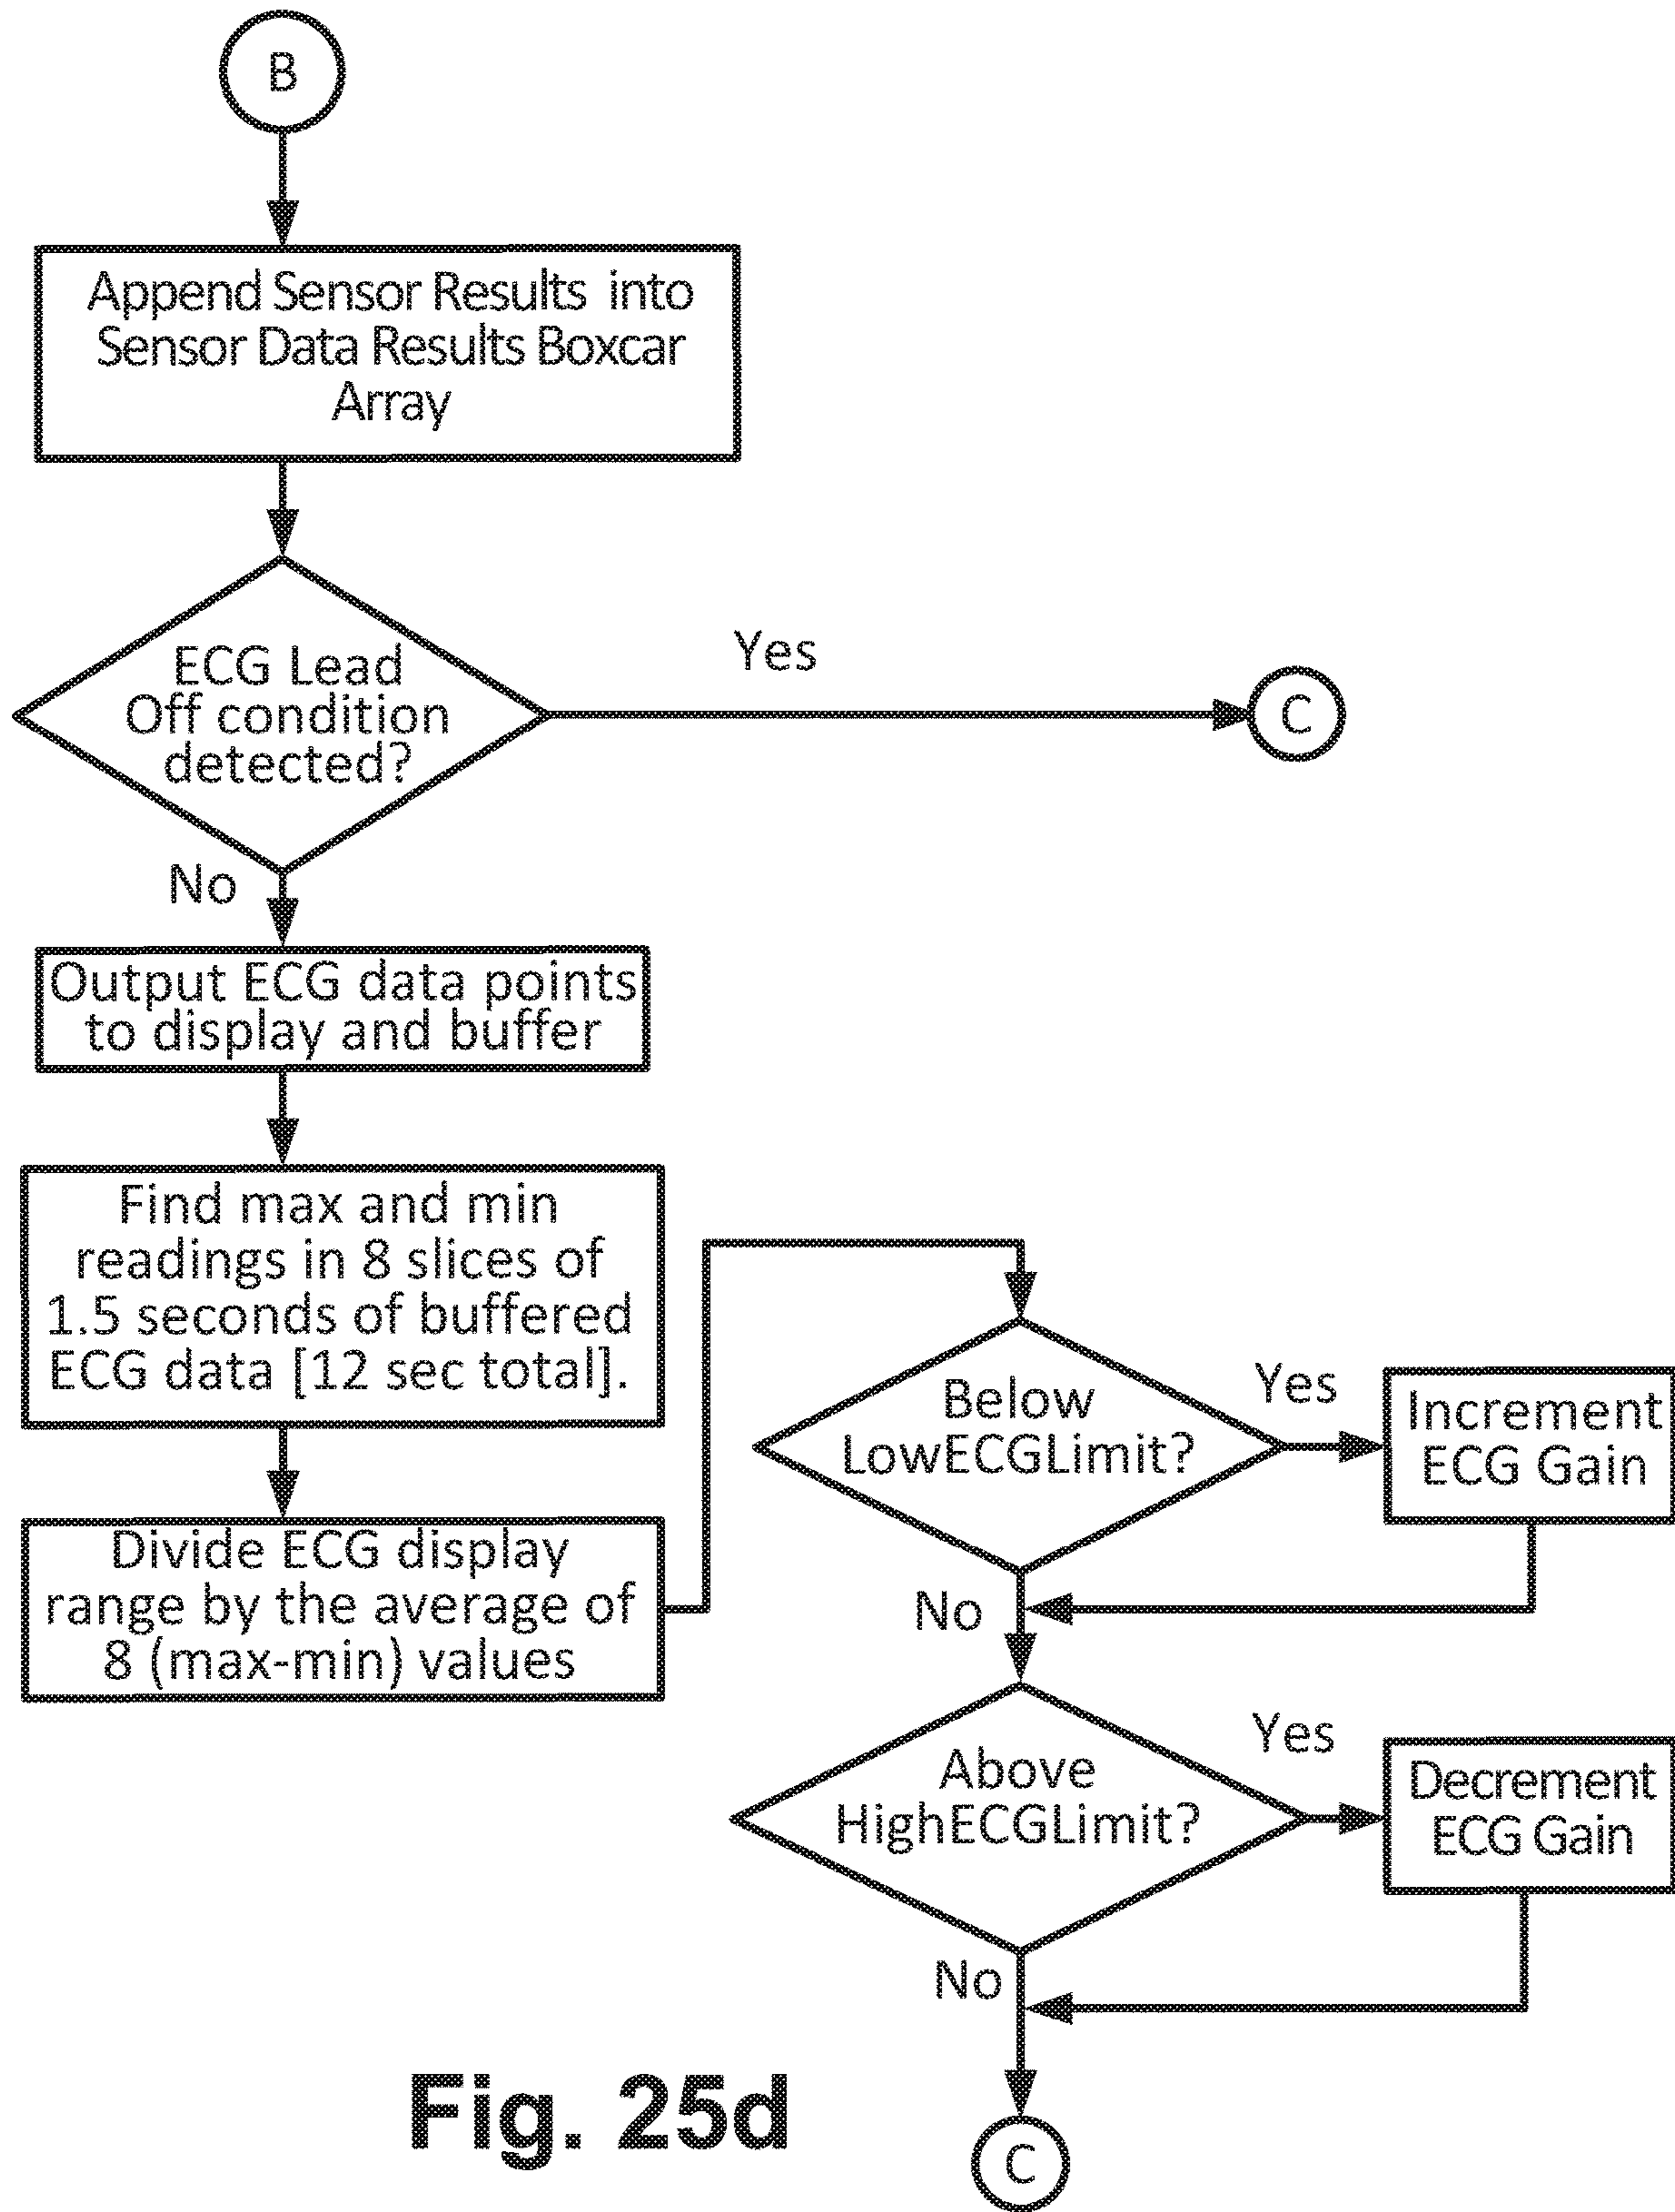 B
Append Sensor Results into
Sensor Data Results Boxcar
Array
ECG Lead
Off condition
detected?
Yes
C
No
Output ECG data points
to display and buffer
Find max and min
readings in 8 slices of
1.5 seconds of buffered
ECG data [12 sec total].
Divide ECG display
range by the average of
8 (max-min) values
Below
LowECGLimit?
Yes
Increment
ECG Gain
No
Above
HighECGLimit?
Yes
Decrement
ECG Gain
No
C
Fig. 25d